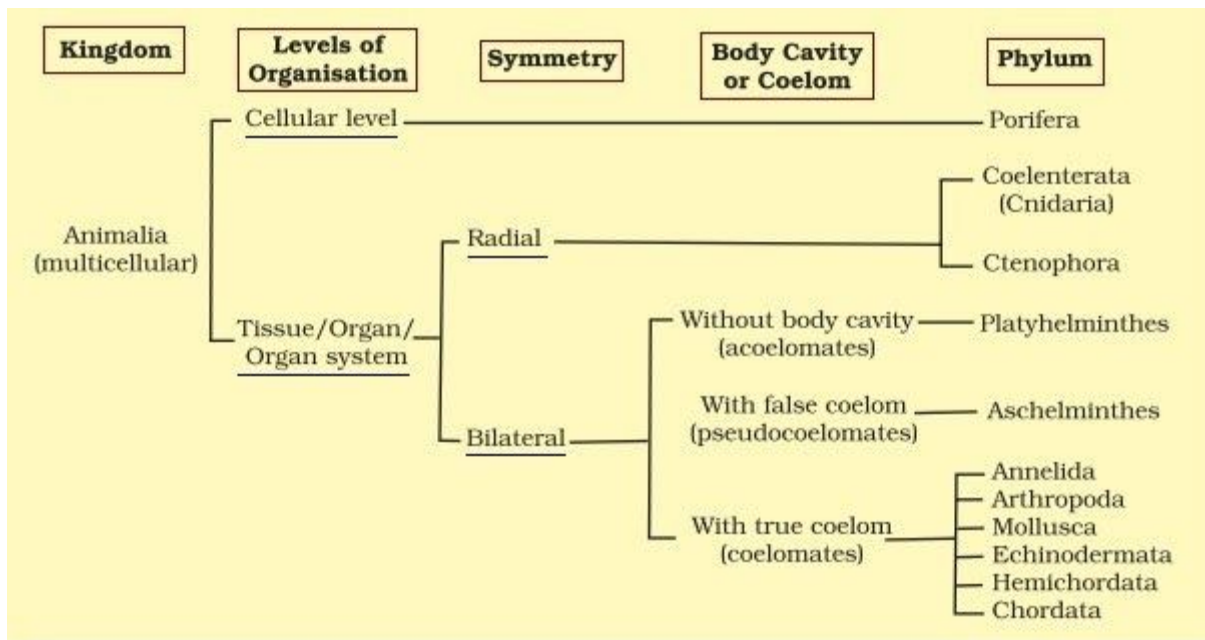 Kingdom
Levels of
Organisation
Symmetry
Body Cavity
or Coelom
Phylum
Cellular level
Porifera
Coelenterata
(Cnidaria)
Animalia
(multicellular)
Radial
Ctenophora
Tissue/Organ/
Organ system
Without body cavity
(acoelomates)
Platyhelminthes
With false coelom
(pseudocoelomates)
Aschelminthes
Bilateral
With true coelom
(coelomates)
Annelida
Arthropoda
Mollusca
Echinodermata
Hemichordata
Chordata